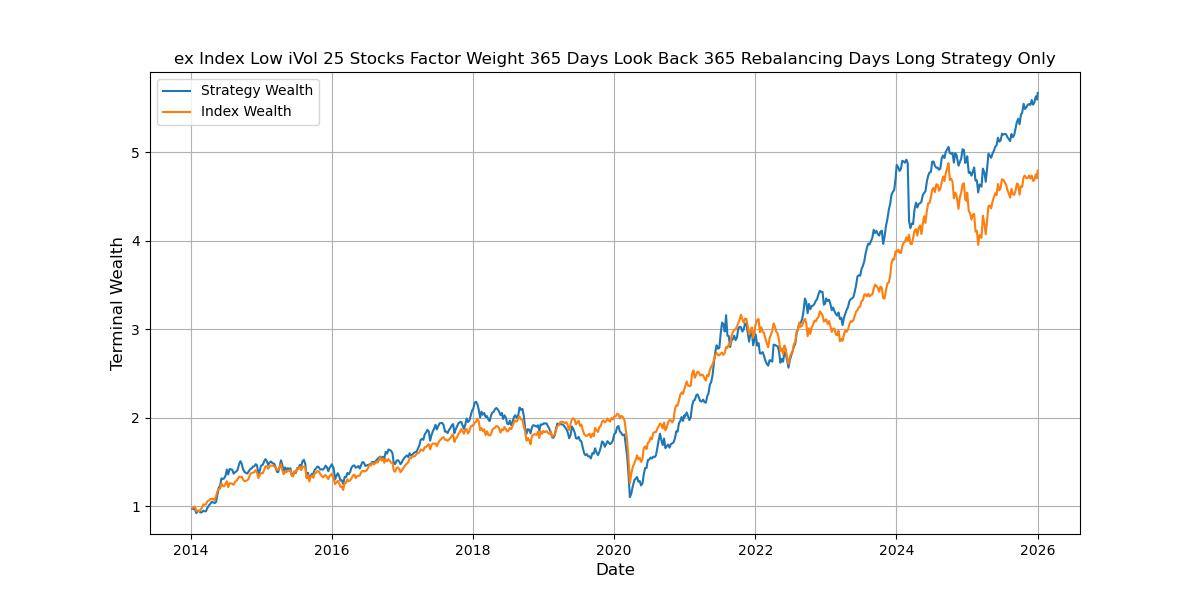 ex Index Low iVol 25 Stocks Factor Weight 365 Days Look Back 365 Rebalancing Days Long Strategy Only
Strategy Wealth
Index Wealth
Terminal Wealth
5
4
3
2
1
2014 2016 2018 2020 2022 2024 2026
Date